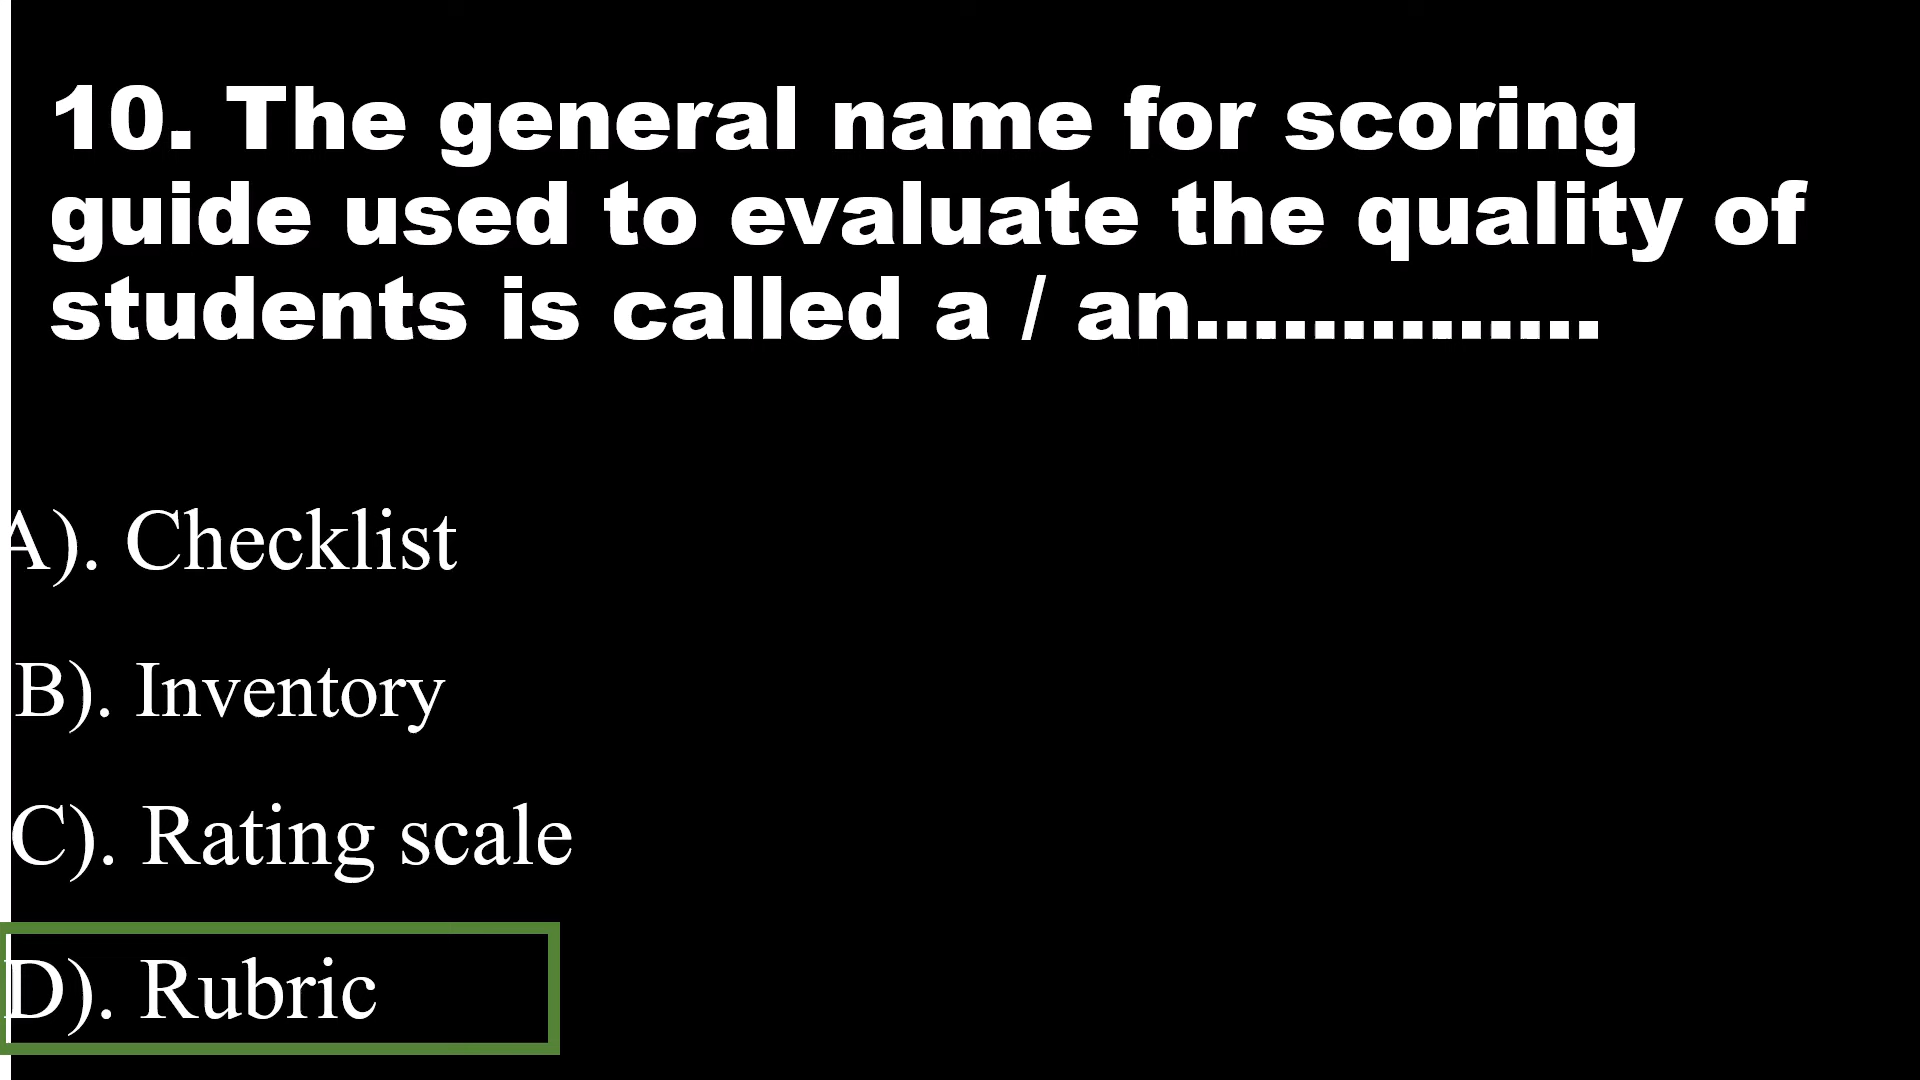 10. The general name for scoring
guide used to evaluate the quality of
students is called a / an..............
A). Checklist
B). Inventory
C). Rating scale
D). Rubric